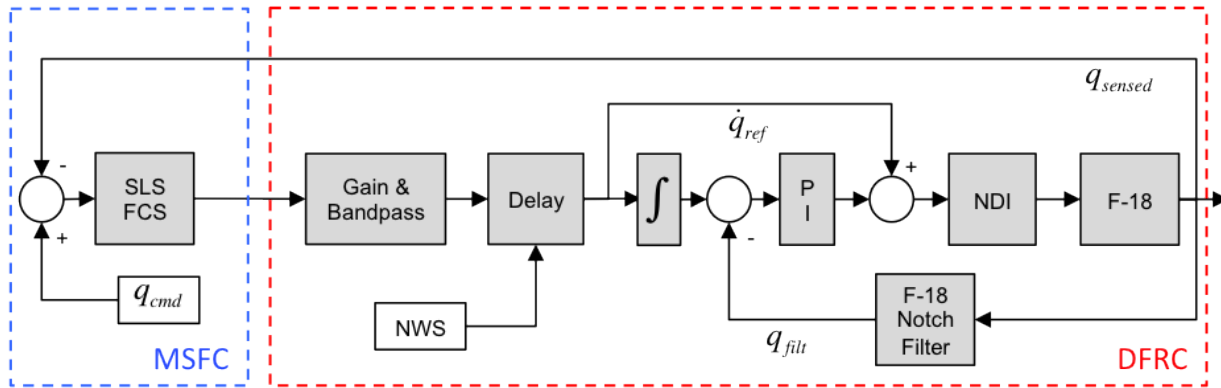 q_sensed
q̇_ref
-
SLS
FCS
+
Gain &
Bandpass
Delay
∫
-
P
I
+
NDI
F-18
q_cmd
NWS
q_filt
F-18
Notch
Filter
MSFC
DFRC